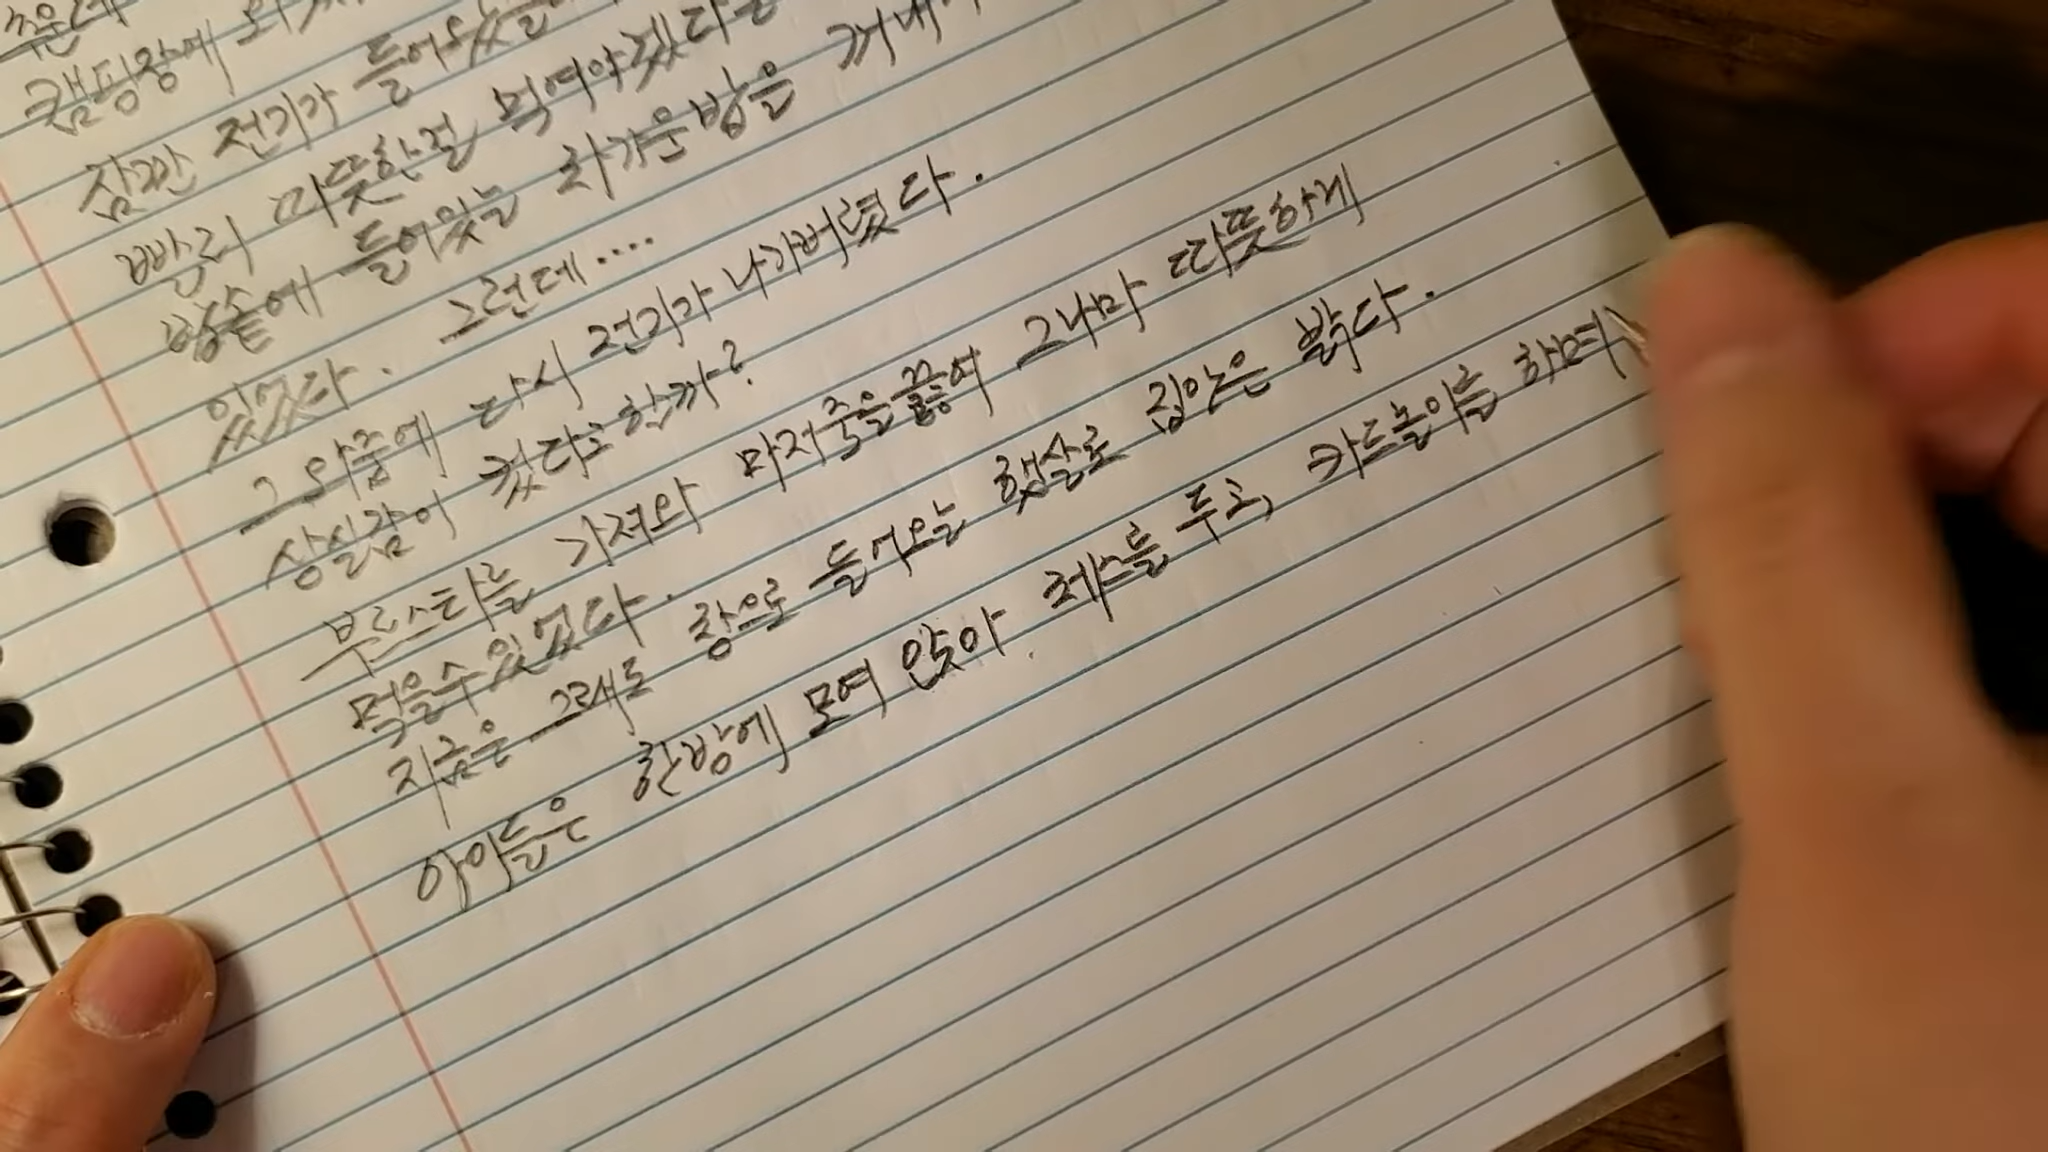 추운데
캠핑장에
잠깐 전기가 들어왔을
빨리 따뜻한걸 먹여야겠다는
밥솥에 들어있는 차가운밥을 꺼내
있었다. 그런데....
그 와중에 다시 전기가 나가버렸다.
상실감이 컸다고 할까?
부르스타를 가져와 마저 죽을 끓여 그나마 따뜻하게
먹을수 있었다.
지금은 그래도 창으로 들어오는 햇살로 집안은 밝다.
아이들은 한방에 모여 앉아 체스를 두고, 카드놀이를 하며